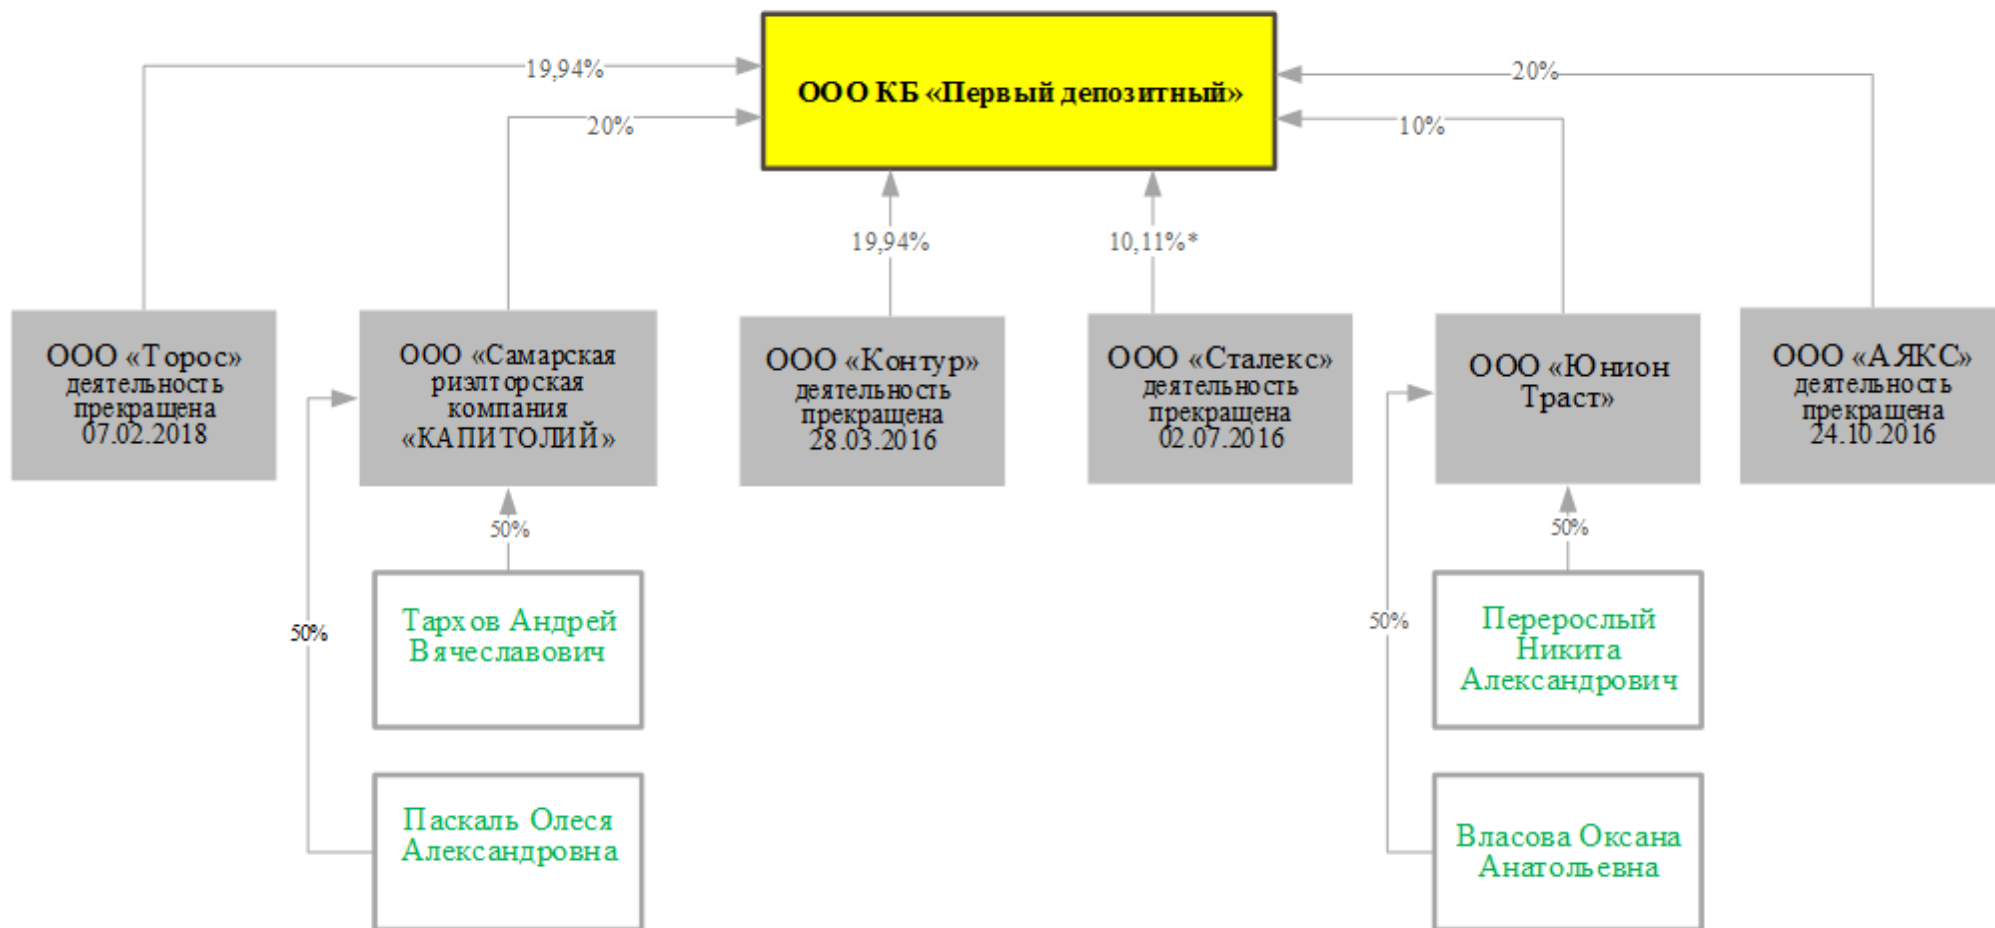 ООО КБ «Первый депозитный»
19,94%
20%
20%
10%
19,94%
10,11%*
ООО «Торос»
деятельность
прекращена
07.02.2018
ООО «Самарская
риэлторская
компания
«КАПИТОЛИЙ»
ООО «Контур»
деятельность
прекращена
28.03.2016
ООО «Сталекс»
деятельность
прекращена
02.07.2016
ООО «Юнион
Траст»
ООО «АЯКС»
деятельность
прекращена
24.10.2016
50%
50%
50%
50%
Тархов Андрей
Вячеславович
Перерослый
Никита
Александрович
Паскаль Олеся
Александровна
Власова Оксана
Анатольевна